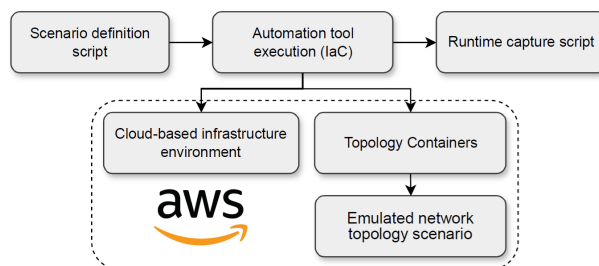 Scenario definition
script
Automation tool
execution (IaC)
Runtime capture script
Cloud-based infrastructure
environment
Topology Containers
aws
Emulated network
topology scenario